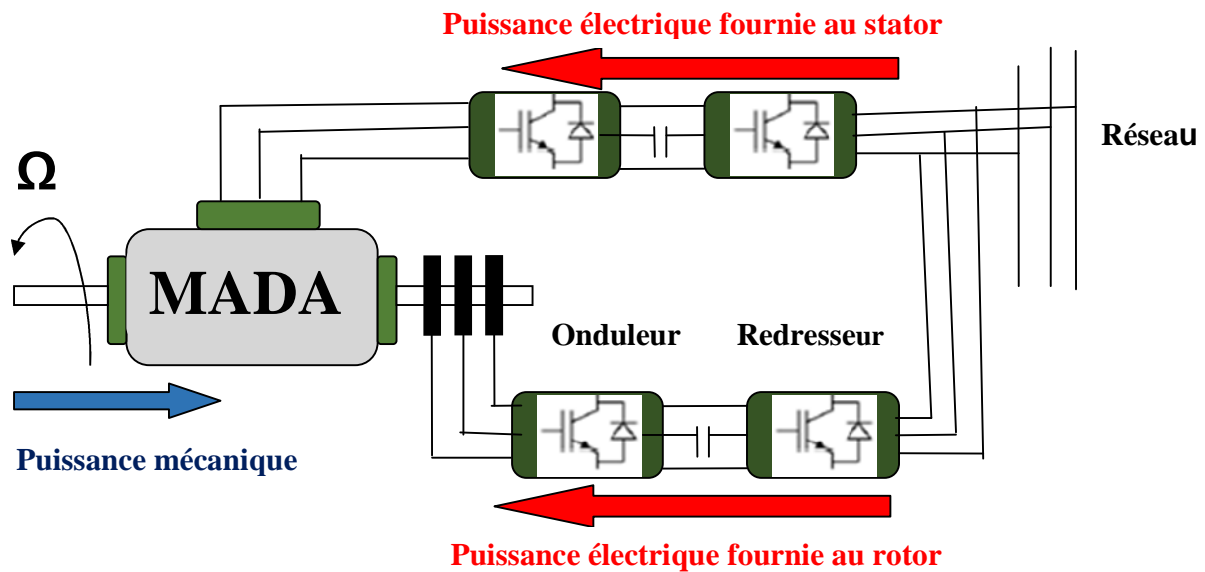 Puissance électrique fournie au stator
Réseau
Ω
MADA
Onduleur
Redresseur
Puissance mécanique
Puissance électrique fournie au rotor